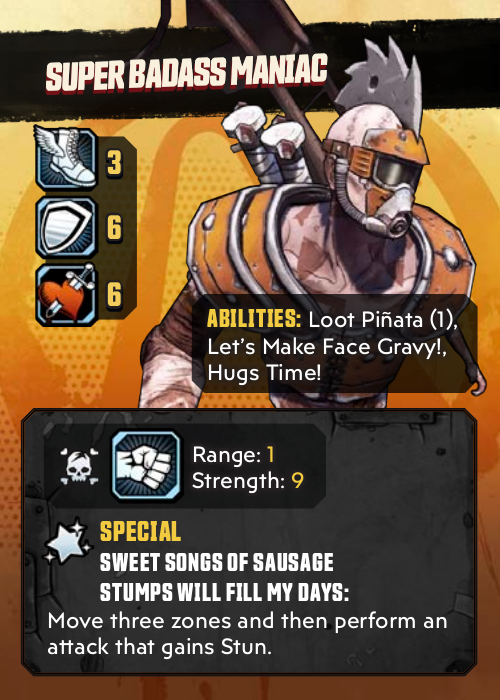 SUPER BADASS MANIAC
3
6
6
ABILITIES: Loot Piñata (1),
Let's Make Face Gravy!,
Hugs Time!
Range: 1
Strength: 9
SPECIAL
SWEET SONGS OF SAUSAGE
STUMPS WILL FILL MY DAYS:
Move three zones and then perform an
attack that gains Stun.